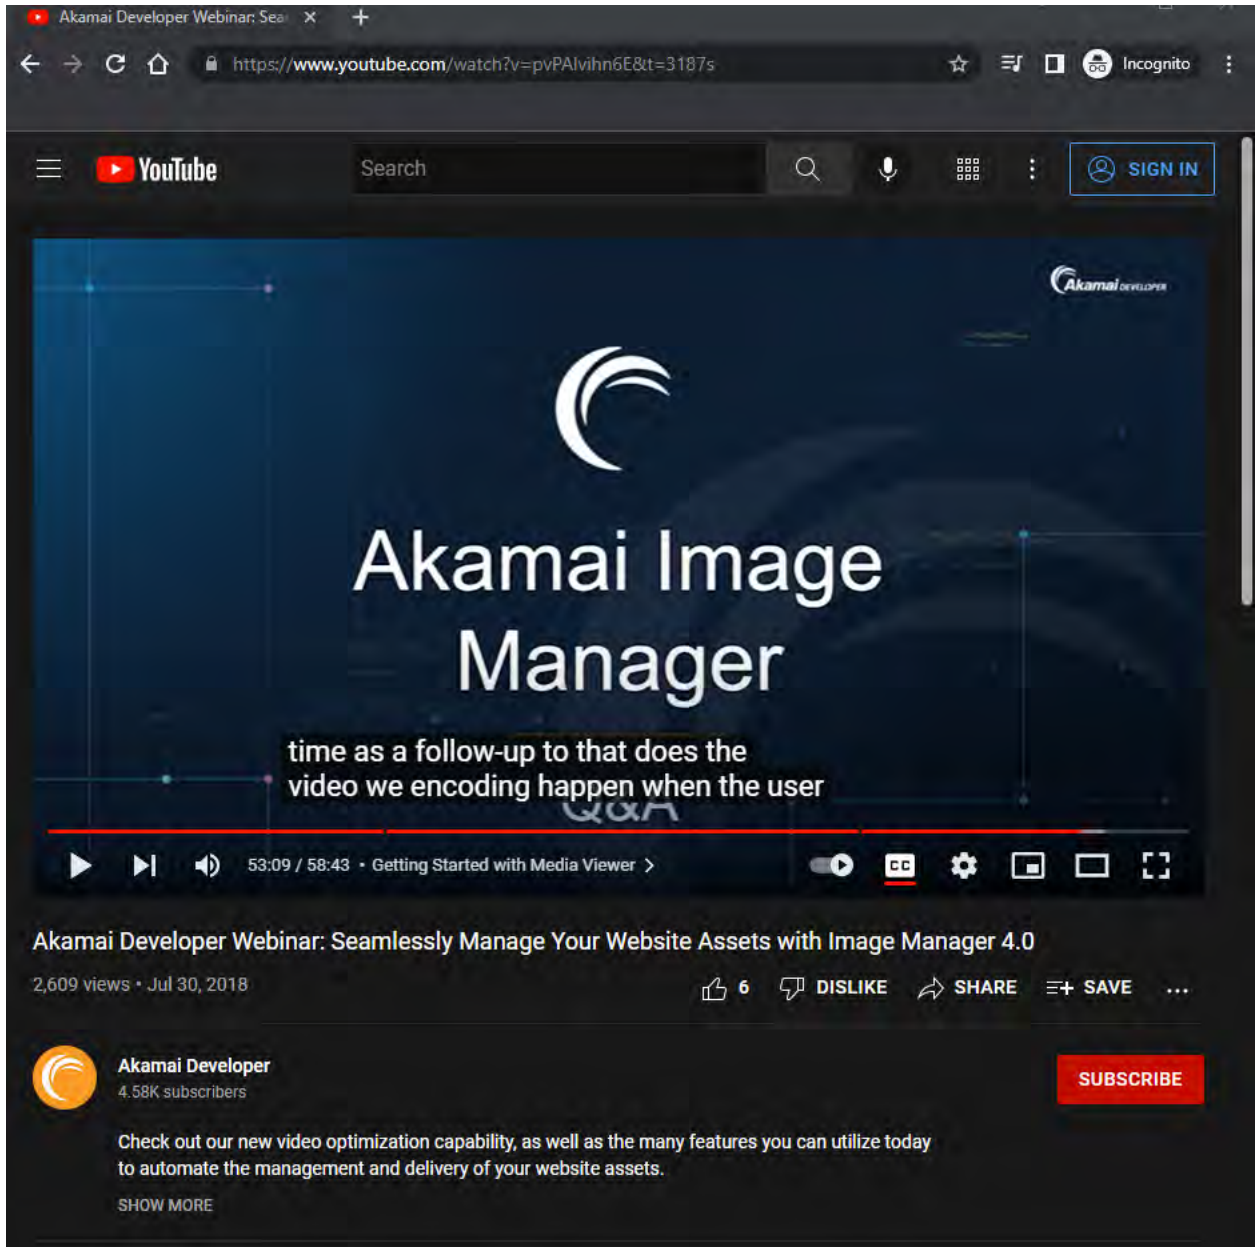 Akamai Developer Webinar: Sea
https://www.youtube.com/watch?v=pvPAlvihn6E&t=3187s
Incognito
YouTube
Search
SIGN IN
Akamai DEVELOPER
Akamai Image
Manager
time as a follow-up to that does the
video we encoding happen when the user
Q&A
53:09 / 58:43 • Getting Started with Media Viewer
CC
Akamai Developer Webinar: Seamlessly Manage Your Website Assets with Image Manager 4.0
2,609 views • Jul 30, 2018
6 DISLIKE SHARE SAVE ...
Akamai Developer
4.58K subscribers
SUBSCRIBE
Check out our new video optimization capability, as well as the many features you can utilize today
to automate the management and delivery of your website assets.
SHOW MORE